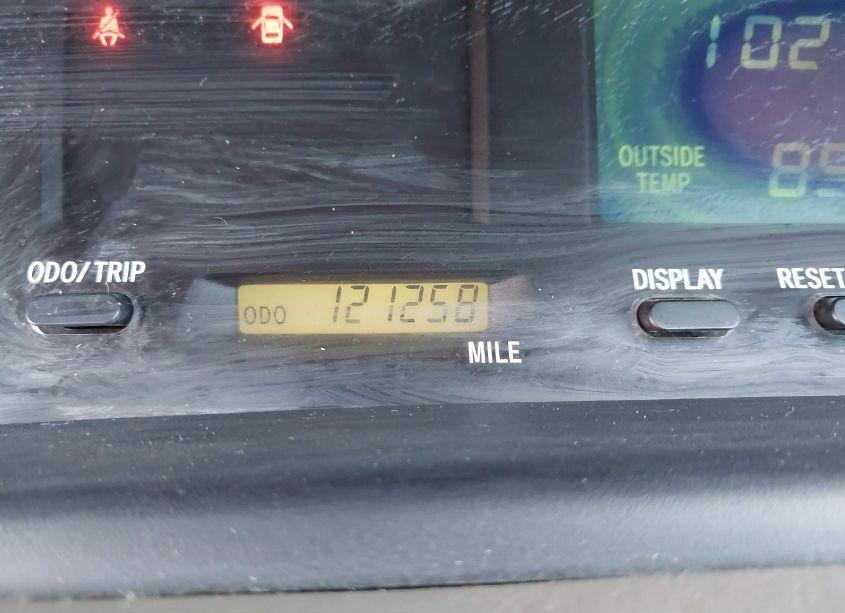 102
OUTSIDE
TEMP
ODO/TRIP
ODO 121258
MILE
DISPLAY
RESET